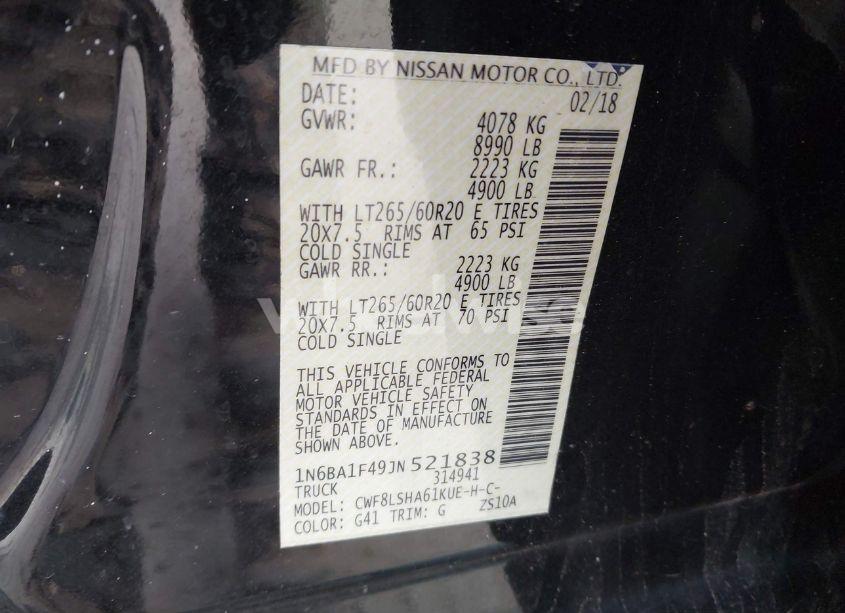 MFD BY NISSAN MOTOR CO., LTD.
DATE: 02/18
GVWR: 4078 KG
8990 LB
GAWR FR.: 2223 KG
4900 LB
WITH LT265/60R20 E TIRES
20X7.5 RIMS AT 65 PSI
COLD SINGLE
GAWR RR.: 2223 KG
4900 LB
WITH LT265/60R20 E TIRES
20X7.5 RIMS AT 70 PSI
COLD SINGLE
THIS VEHICLE CONFORMS TO
ALL APPLICABLE FEDERAL
MOTOR VEHICLE SAFETY
STANDARDS IN EFFECT ON
THE DATE OF MANUFACTURE
SHOWN ABOVE.
1N6BA1F49JN521838
TRUCK 314941
MODEL: CWF8LSHA61KUE-H-C-
COLOR: G41 TRIM: G ZS10A